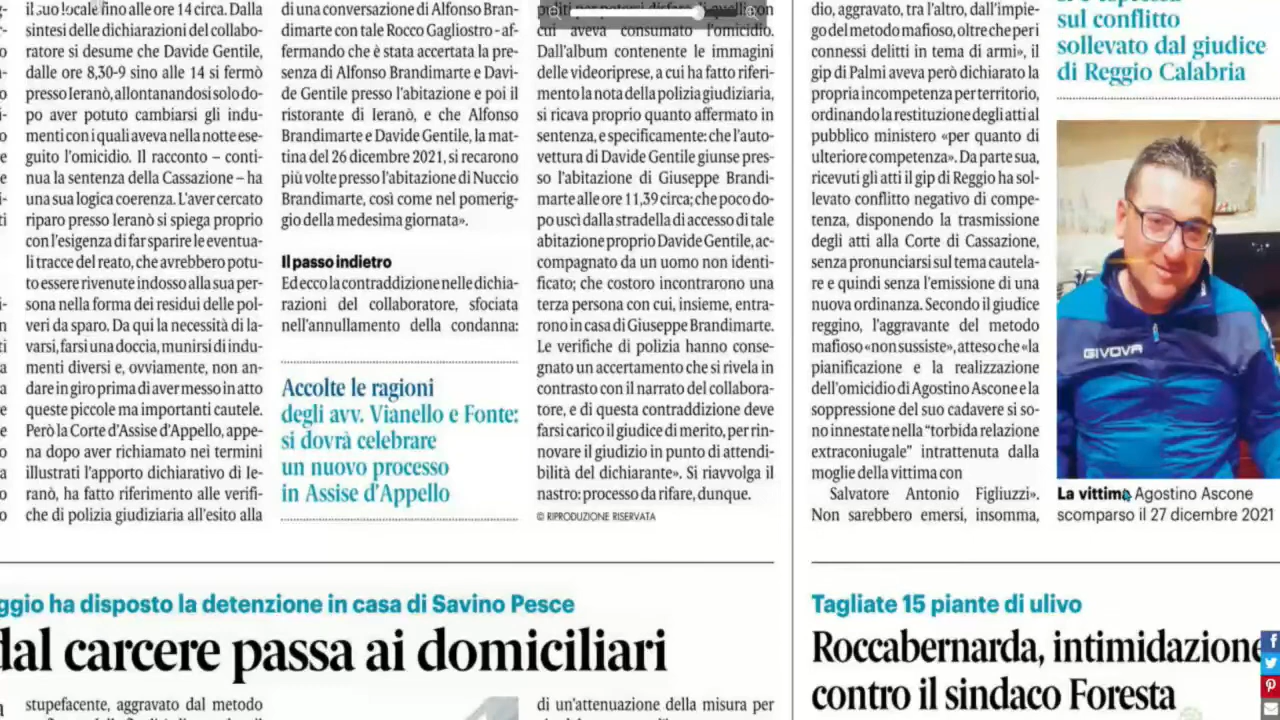 il suo locale fino alle ore 14 circa. Dalla
sintesi delle dichiarazioni del collabo-
ratore si desume che Davide Gentile,
dalle ore 8,30-9 sino alle 14 si fermò
presso Ieranò, allontanandosi solo do-
po aver potuto cambiarsi gli indu-
menti con i quali aveva nella notte ese-
guito l'omicidio. Il racconto – conti-
nua la sentenza della Cassazione – ha
una sua logica coerenza. L'aver cercato
riparo presso Ieranò si spiega proprio
con l'esigenza di far sparire le eventua-
li tracce del reato, che avrebbero potu-
to essere rivenute indosso alla sua per-
sona nella forma dei residui delle pol-
veri da sparo. Da qui la necessità di la-
varsi, farsi una doccia, munirsi di indu-
menti diversi e, ovviamente, non an-
dare in giro prima di aver messo in atto
queste piccole ma importanti cautele.
Però la Corte d'Assise d'Appello, appe-
na dopo aver richiamato nei termini
illustrati l'apporto dichiarativo di Ie-
ranò, ha fatto riferimento alle verifi-
che di polizia giudiziaria all'esito alla
di una conversazione di Alfonso Bran-
dimarte con tale Rocco Gagliostro - af-
fermando che è stata accertata la pre-
senza di Alfonso Brandimarte e Davi-
de Gentile presso l'abitazione e poi il
ristorante di Ieranò, e che Alfonso
Brandimarte e Davide Gentile, la mat-
tina del 26 dicembre 2021, si recarono
più volte presso l'abitazione di Nuccio
Brandimarte, così come nel pomerig-
gio della medesima giornata».
Il passo indietro
Ed ecco la contraddizione nelle dichia-
razioni del collaboratore, sfociata
nell'annullamento della condanna:
Accolte le ragioni
degli avv. Vianello e Fonte:
si dovrà celebrare
un nuovo processo
in Assise d'Appello
cui aveva consumato l'omicidio.
Dall'album contenente le immagini
delle videoriprese, a cui ha fatto riferi-
mento la nota della polizia giudiziaria,
si ricava proprio quanto affermato in
sentenza, e specificamente: che l'auto-
vettura di Davide Gentile giunse pres-
so l'abitazione di Giuseppe Brandi-
marte alle ore 11,39 circa; che poco do-
po uscì dalla stradella di accesso di tale
abitazione proprio Davide Gentile, ac-
compagnato da un uomo non identi-
ficato; che costoro incontrarono una
terza persona con cui, insieme, entra-
rono in casa di Giuseppe Brandimarte.
Le verifiche di polizia hanno conse-
gnato un accertamento che si rivela in
contrasto con il narrato del collabora-
tore, e di questa contraddizione deve
farsi carico il giudice di merito, per rin-
novare il giudizio in punto di attendi-
bilità del dichiarante». Si riavvolga il
nastro: processo da rifare, dunque.
© RIPRODUZIONE RISERVATA
dio, aggravato, tra l'altro, dall'impie-
go del metodo mafioso, oltre che per i
connessi delitti in tema di armi», il
gip di Palmi aveva però dichiarato la
propria incompetenza per territorio,
ordinando la restituzione degli atti al
pubblico ministero «per quanto di
ulteriore competenza». Da parte sua,
ricevuti gli atti il gip di Reggio ha sol-
levato conflitto negativo di compe-
tenza, disponendo la trasmissione
degli atti alla Corte di Cassazione,
senza pronunciarsi sul tema cautela-
re e quindi senza l'emissione di una
nuova ordinanza. Secondo il giudice
reggino, l'aggravante del metodo
mafioso «non sussiste», atteso che «la
pianificazione e la realizzazione
dell'omicidio di Agostino Ascone e la
soppressione del suo cadavere si so-
no innestate nella “torbida relazione
extraconiugale” intrattenuta dalla
moglie della vittima con
Salvatore Antonio Figliuzzi».
Non sarebbero emersi, insomma,
sul conflitto
sollevato dal giudice
di Reggio Calabria
GIVOVA
La vittima Agostino Ascone
scomparso il 27 dicembre 2021
ggio ha disposto la detenzione in casa di Savino Pesce
dal carcere passa ai domiciliari
stupefacente, aggravato dal metodo
di un'attenuazione della misura per
Tagliate 15 piante di ulivo
Roccabernarda, intimidazione
contro il sindaco Foresta